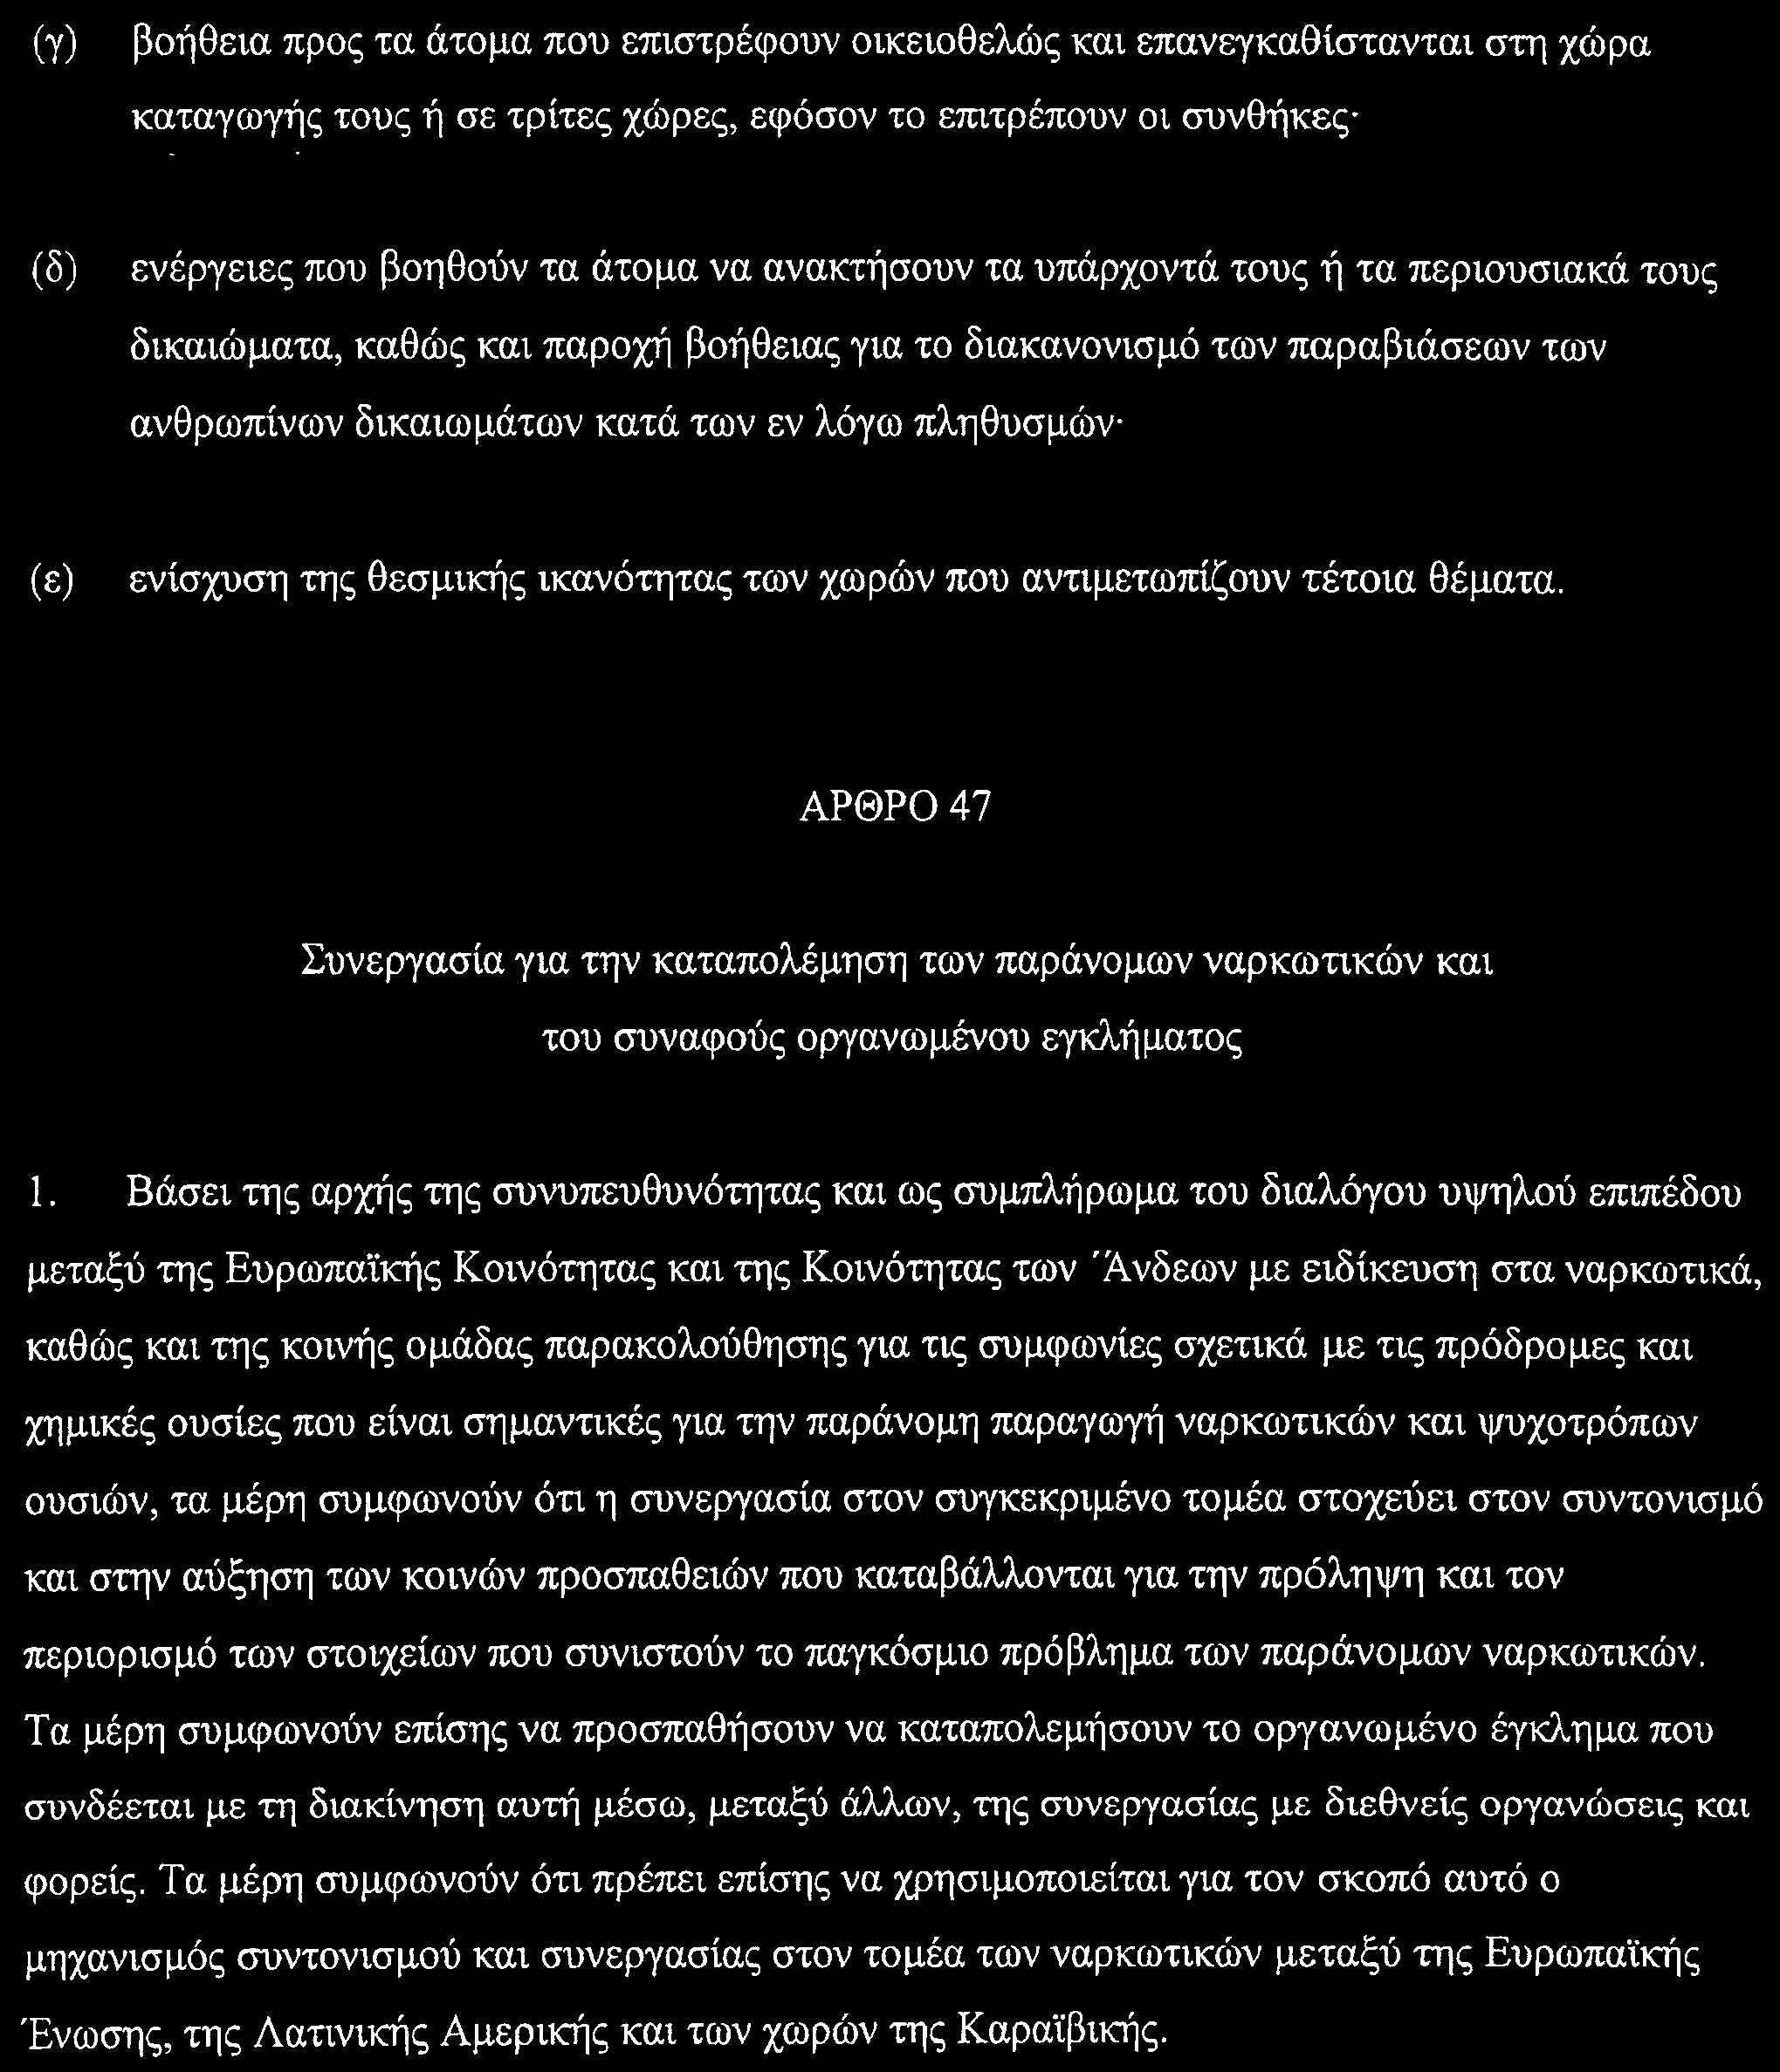 (γ) βοήθεια προς τα άτομα που επιστρέφουν οικειοθελώς και επανεγκαθίστανται στη χώρα
καταγωγής τους ή σε τρίτες χώρες, εφόσον το επιτρέπουν οι συνθήκες·
(δ) ενέργειες που βοηθούν τα άτομα να ανακτήσουν τα υπάρχοντά τους ή τα περιουσιακά τους
δικαιώματα, καθώς και παροχή βοήθειας για το διακανονισμό των παραβιάσεων των
ανθρωπίνων δικαιωμάτων κατά των εν λόγω πληθυσμών·
(ε) ενίσχυση της θεσμικής ικανότητας των χωρών που αντιμετωπίζουν τέτοια θέματα.
ΑΡΘΡΟ 47
Συνεργασία για την καταπολέμηση των παράνομων ναρκωτικών και
του συναφούς οργανωμένου εγκλήματος
1. Βάσει της αρχής της συνυπευθυνότητας και ως συμπλήρωμα του διαλόγου υψηλού επιπέδου
μεταξύ της Ευρωπαϊκής Κοινότητας και της Κοινότητας των Άνδεων με ειδίκευση στα ναρκωτικά,
καθώς και της κοινής ομάδας παρακολούθησης για τις συμφωνίες σχετικά με τις πρόδρομες και
χημικές ουσίες που είναι σημαντικές για την παράνομη παραγωγή ναρκωτικών και ψυχοτρόπων
ουσιών, τα μέρη συμφωνούν ότι η συνεργασία στον συγκεκριμένο τομέα στοχεύει στον συντονισμό
και στην αύξηση των κοινών προσπαθειών που καταβάλλονται για την πρόληψη και τον
περιορισμό των στοιχείων που συνιστούν το παγκόσμιο πρόβλημα των παράνομων ναρκωτικών.
Τα μέρη συμφωνούν επίσης να προσπαθήσουν να καταπολεμήσουν το οργανωμένο έγκλημα που
συνδέεται με τη διακίνηση αυτή μέσω, μεταξύ άλλων, της συνεργασίας με διεθνείς οργανώσεις και
φορείς. Τα μέρη συμφωνούν ότι πρέπει επίσης να χρησιμοποιείται για τον σκοπό αυτό ο
μηχανισμός συντονισμού και συνεργασίας στον τομέα των ναρκωτικών μεταξύ της Ευρωπαϊκής
Ένωσης, της Λατινικής Αμερικής και των χωρών της Καραϊβικής.